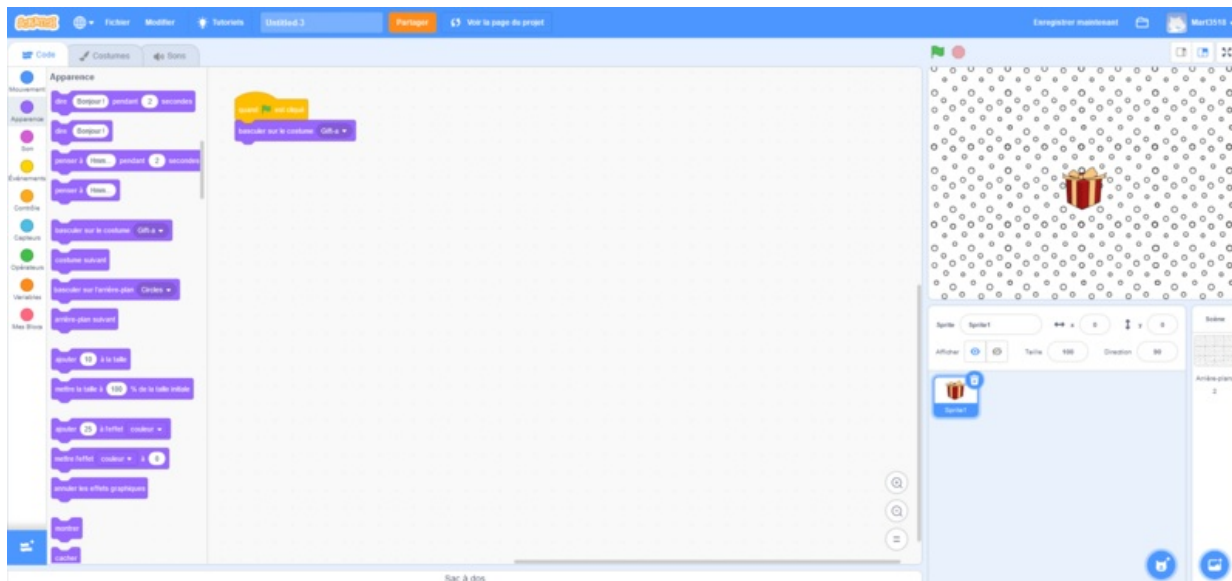 SCRATCH Fichier Modifier Tutoriels Untitled-3 Partager Voir la page du projet Enregistrer maintenant Mart3518
Code Costumes Sons
Mouvement
Apparence
Son
Événements
Contrôle
Capteurs
Opérateurs
Variables
Mes Blocs
Apparence
dire Bonjour ! pendant 2 secondes
dire Bonjour !
penser à Hmm... pendant 2 secondes
penser à Hmm...
basculer sur le costume Gift-a
costume suivant
basculer sur l'arrière-plan Circles
arrière-plan suivant
ajouter 10 à la taille
mettre la taille à 100 % de la taille initiale
ajouter 25 à l'effet couleur
mettre l'effet couleur à 0
annuler les effets graphiques
montrer
cacher
quand est cliqué
basculer sur le costume Gift-a
Sac à dos
Sprite Sprite1 x 0 y 0
Afficher Taille 100 Direction 90
Sprite1
Scène
Arrière-plans
2